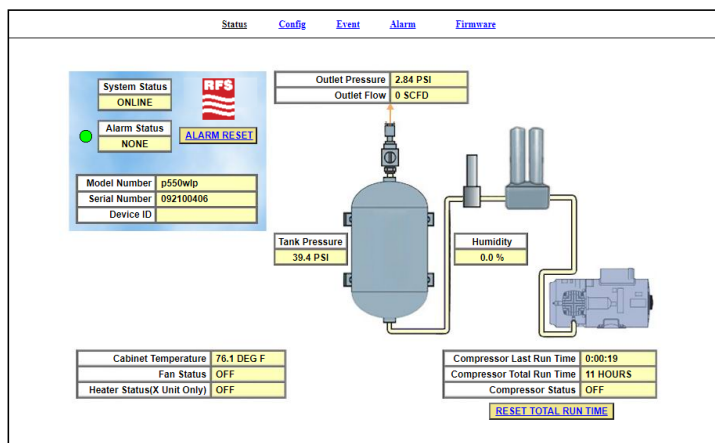 Status Config Event Alarm Firmware
System Status
ONLINE
RFS
Alarm Status
NONE
ALARM RESET
Model Number p550wlp
Serial Number 092100406
Device ID
Outlet Pressure 2.84 PSI
Outlet Flow 0 SCFD
Tank Pressure
39.4 PSI
Humidity
0.0 %
Cabinet Temperature 76.1 DEG F
Fan Status OFF
Heater Status(X Unit Only) OFF
Compressor Last Run Time 0:00:19
Compressor Total Run Time 11 HOURS
Compressor Status OFF
RESET TOTAL RUN TIME